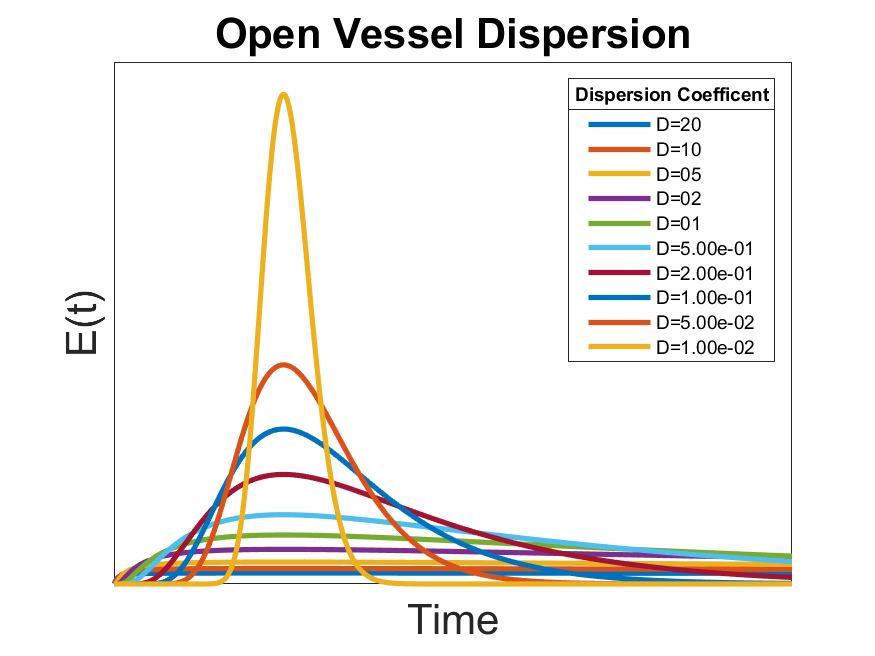 Open Vessel Dispersion
Dispersion Coefficent
D=20
D=10
D=05
D=02
D=01
D=5.00e-01
D=2.00e-01
D=1.00e-01
D=5.00e-02
D=1.00e-02
E(t)
Time